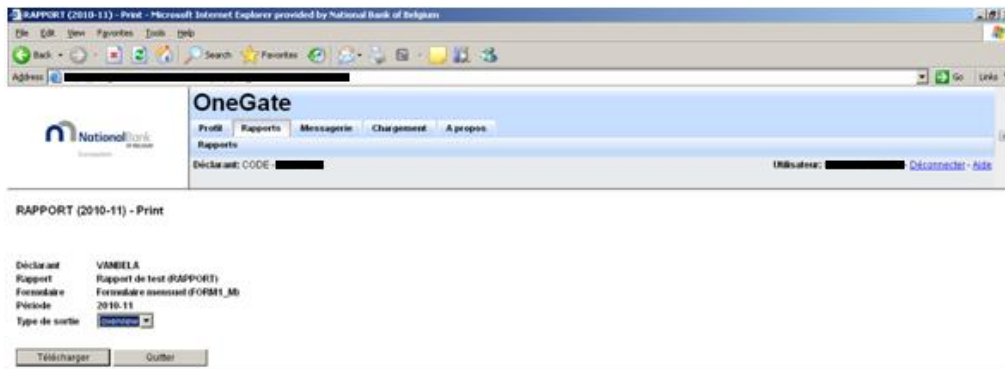 RAPPORT (2010-11) - Print - Microsoft Internet Explorer provided by National Bank of Belgium
File Edit View Favorites Tools Help
Back Search Favorites
Address Go Links
OneGate
NationalBank
Profil Rapports Messagerie Chargement A propos
Rapports
Déclarant: CODE - Utilisateur: - Déconnecter - Aide
RAPPORT (2010-11) - Print
Déclarant VANBELA
Rapport Rapport de test (RAPPORT)
Formulaire Formulaire mensuel (FORM1_M)
Période 2010-11
Type de sortie overview
Télécharger Quitter